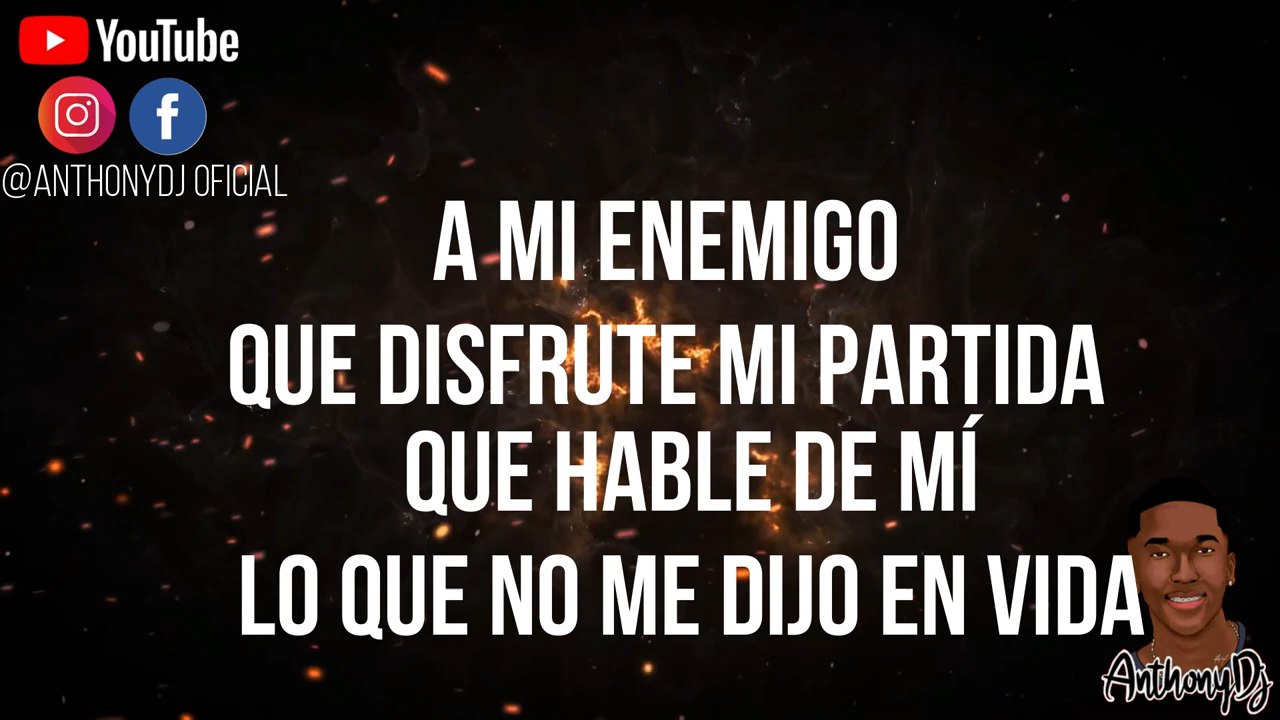 YouTube
@ANTHONYDJ OFICIAL
A MI ENEMIGO
QUE DISFRUTE MI PARTIDA
QUE HABLE DE MÍ
LO QUE NO ME DIJO EN VIDA
AnthonyDj